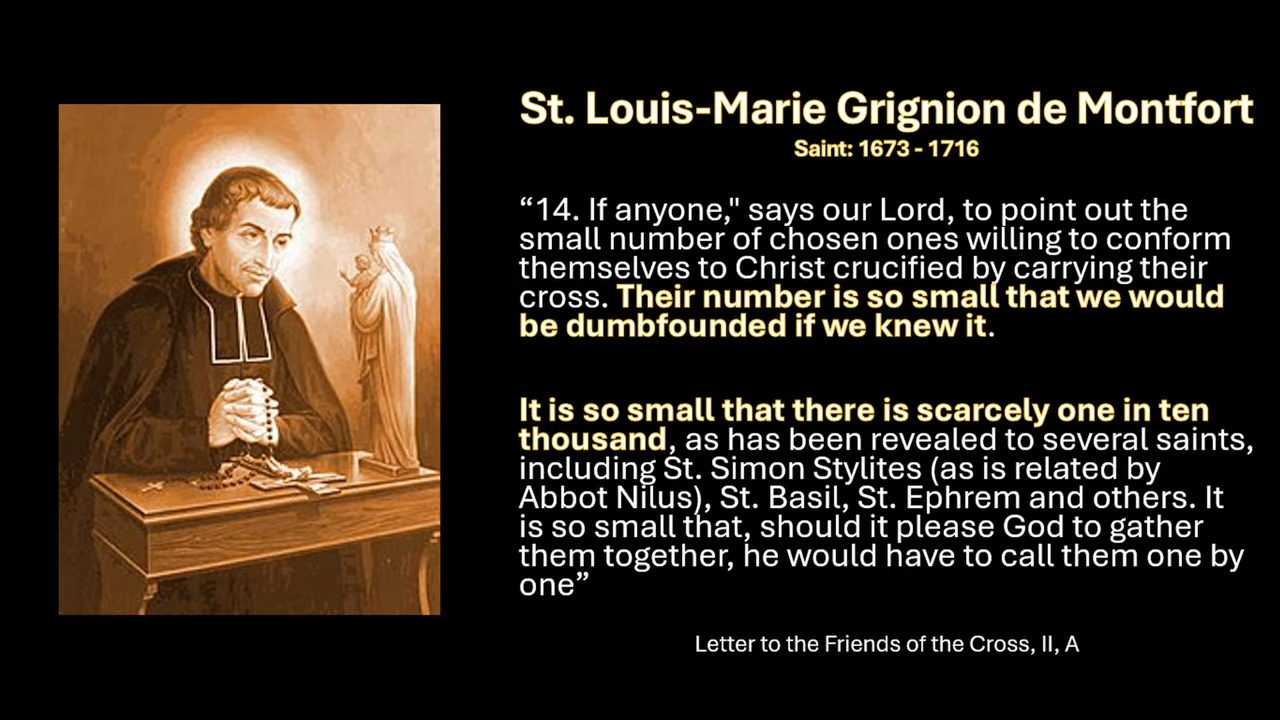 St. Louis-Marie Grignion de Montfort
Saint: 1673 - 1716
“14. If anyone," says our Lord, to point out the
small number of chosen ones willing to conform
themselves to Christ crucified by carrying their
cross. Their number is so small that we would
be dumbfounded if we knew it.
It is so small that there is scarcely one in ten
thousand, as has been revealed to several saints,
including St. Simon Stylites (as is related by
Abbot Nilus), St. Basil, St. Ephrem and others. It
is so small that, should it please God to gather
them together, he would have to call them one by
one”
Letter to the Friends of the Cross, II, A